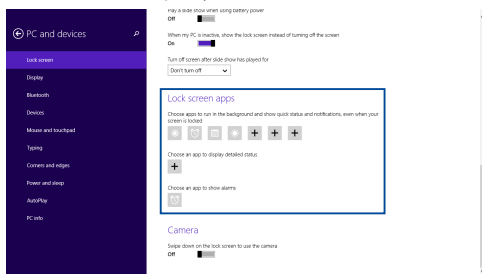 Play a slide show when using battery power
Off
PC and devices
When my PC is inactive, show the lock screen instead of turning off the screen
On
Lock screen
Turn off screen after slide show has played for
Don't turn off
Display
Bluetooth
Lock screen apps
Devices
Choose apps to run in the background and show quick status and notifications, even when your
screen is locked
Mouse and touchpad
Typing
Choose an app to display detailed status
Corners and edges
Power and sleep
Choose an app to show alarms
AutoPlay
PC info
Camera
Swipe down on the lock screen to use the camera
Off